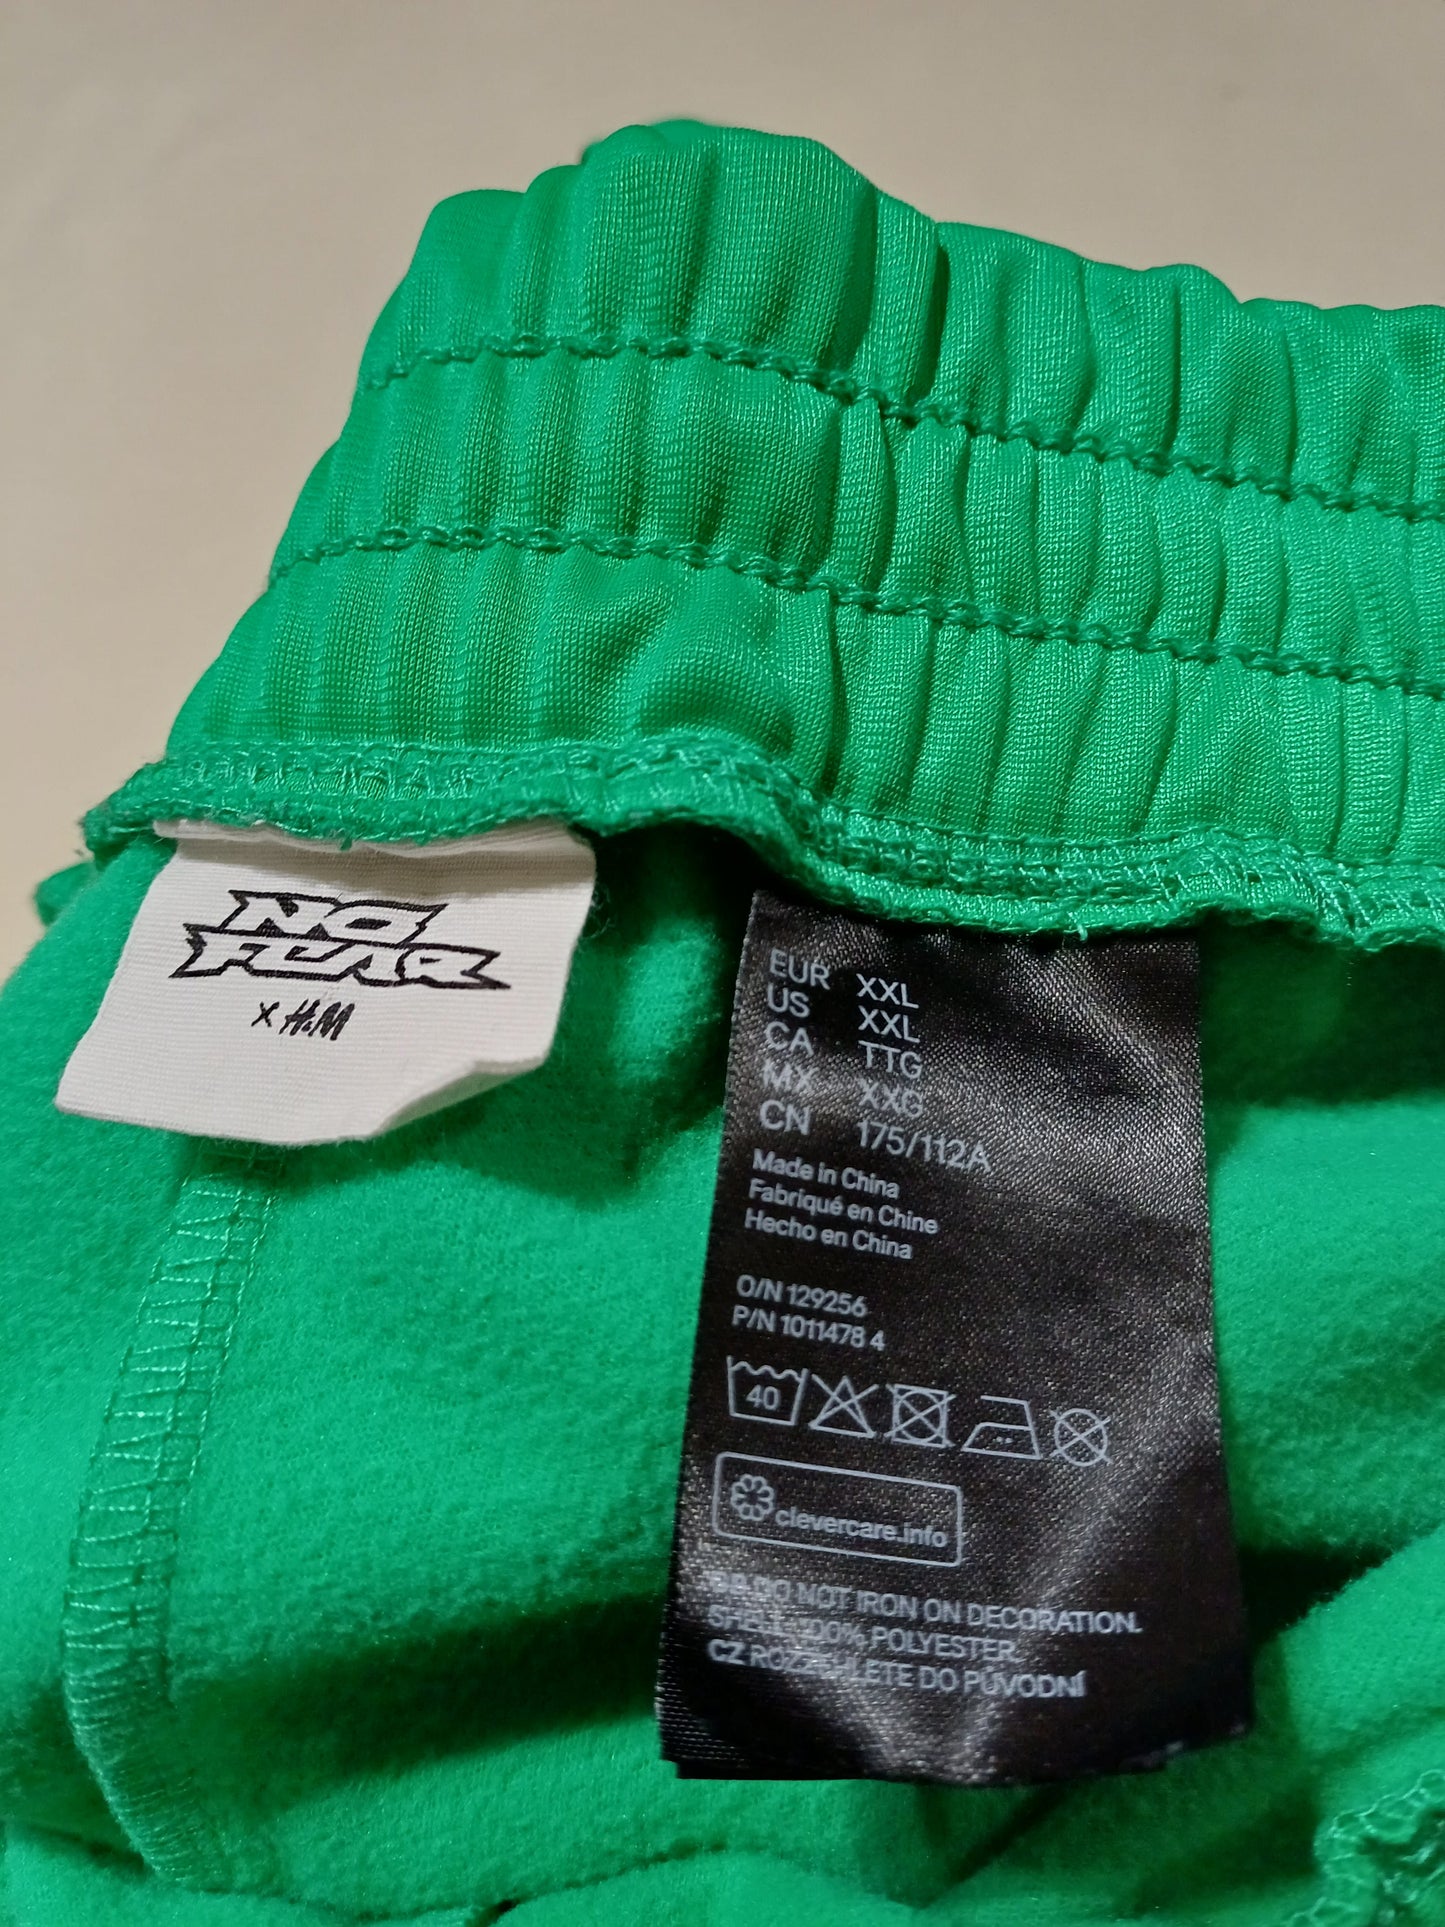 NO
FEAR
x H&M
EUR XXL
US XXL
CA TTG
MX XXG
CN 175/112A
Made in China
Fabriqué en Chine
Hecho en China
O/N 129256
P/N 1011478 4
40
clevercare.info
GB DO NOT IRON ON DECORATION.
SHELL: 100% POLYESTER
CZ ROZZEHLETE DO PŮVODNÍ